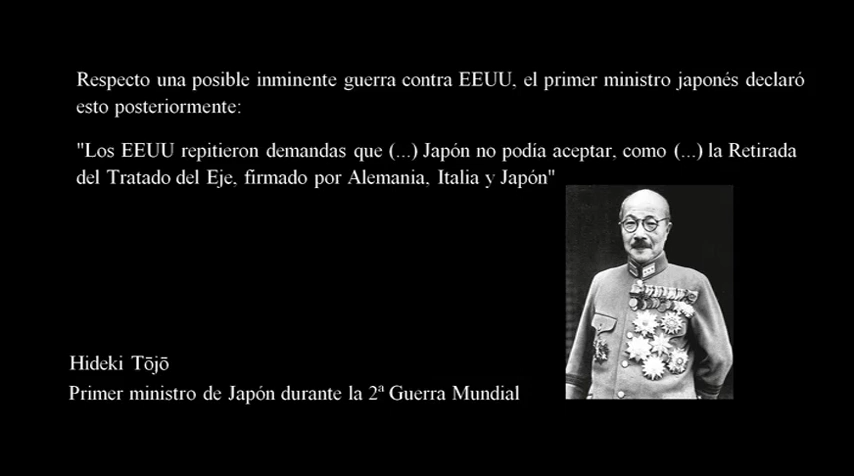 Respecto una posible inminente guerra contra EEUU, el primer ministro japonés declaró
esto posteriormente:
"Los EEUU repitieron demandas que (...) Japón no podía aceptar, como (...) la Retirada
del Tratado del Eje, firmado por Alemania, Italia y Japón"
Hideki Tōjō
Primer ministro de Japón durante la 2ª Guerra Mundial